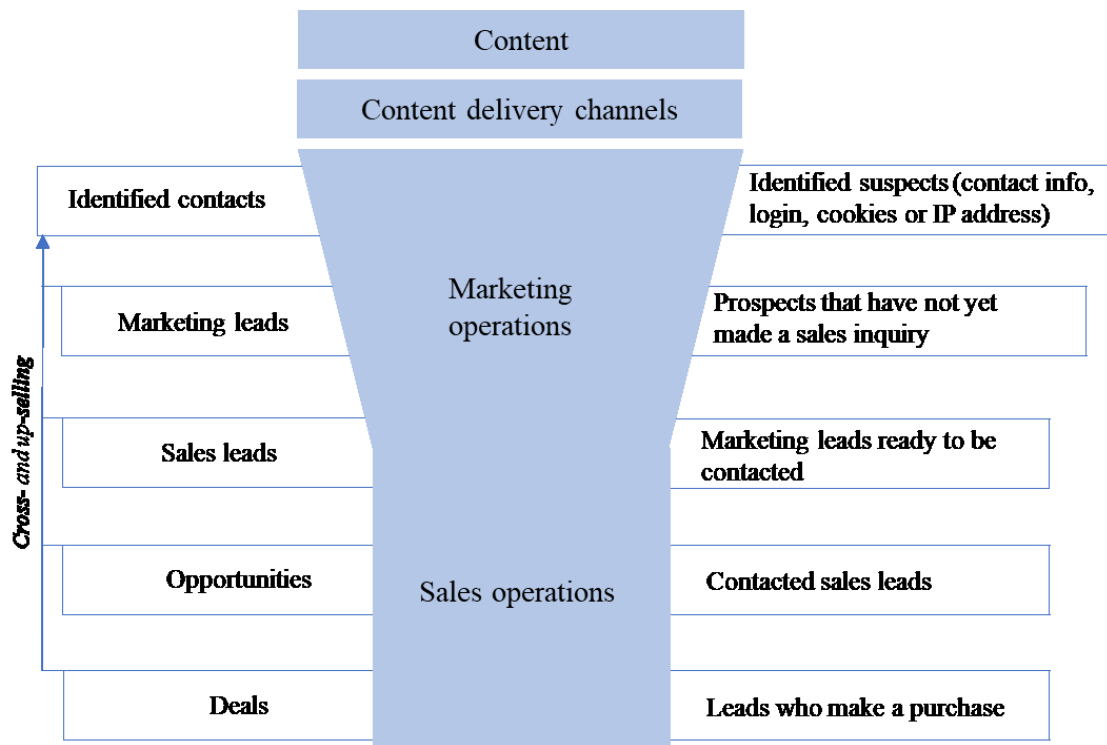 Content
Content delivery channels
Identified contacts
Identified suspects (contact info,
login, cookies or IP address)
Marketing
operations
Marketing leads
Prospects that have not yet
made a sales inquiry
Cross- and up-selling
Sales leads
Marketing leads ready to be
contacted
Opportunities
Sales operations
Contacted sales leads
Deals
Leads who make a purchase